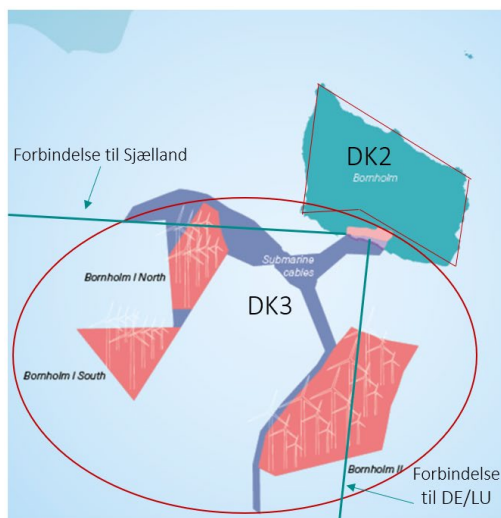 DK2
Bornholm
Forbindelse til Sjælland
Submarine
cables
Bornholm I North
DK3
Bornholm I South
Bornholm II
Forbindelse
til DE/LU